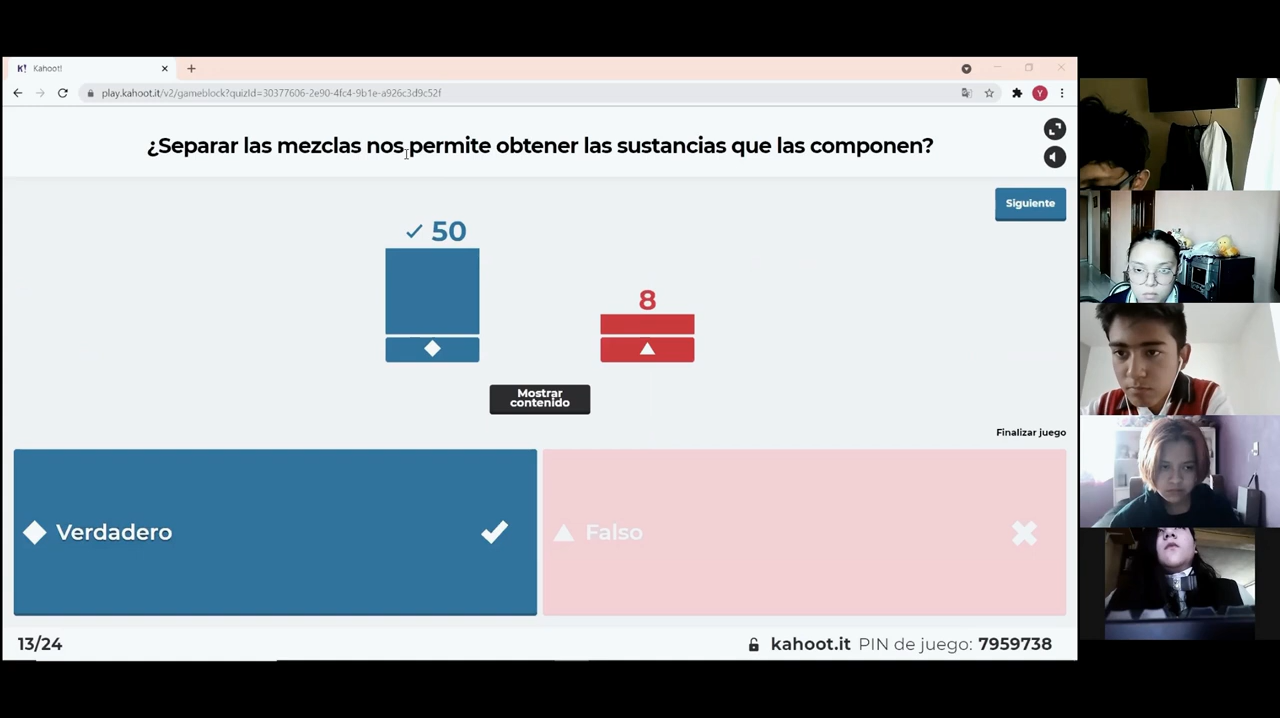 K! Kahoot!
play.kahoot.it/v2/gameblock?quizId=30377606-2e90-4fc4-9b1e-a926c3d9c52f
Y
¿Separar las mezclas nos permite obtener las sustancias que las componen?
Siguiente
50
8
Mostrar
contenido
Finalizar juego
Verdadero
Falso
13/24
kahoot.it PIN de juego: 7959738